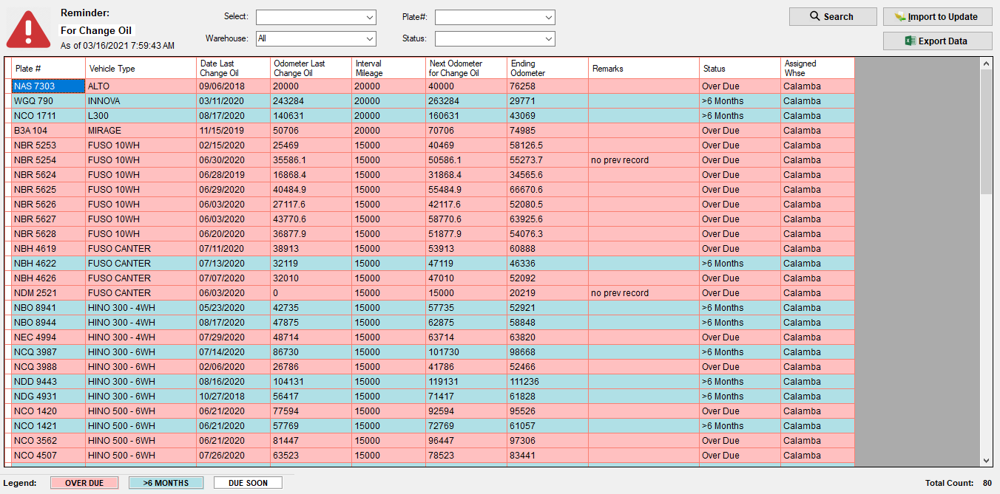 Reminder:
For Change Oil
As of 03/16/2021 7:59:43 AM
Select:
Warehouse: All
Plate#:
Status:
Search
Import to Update
Export Data
Plate # Vehicle Type Date Last Change Oil Odometer Last Change Oil Interval Mileage Next Odometer for Change Oil Ending Odometer Remarks Status Assigned Whse
NAS 7303 ALTO 09/06/2018 20000 20000 40000 76258 Over Due Calamba
WGQ 790 INNOVA 03/11/2020 243284 20000 263284 29771 >6 Months Calamba
NCO 1711 L300 08/17/2020 140631 20000 160631 43069 >6 Months Calamba
B3A 104 MIRAGE 11/15/2019 50706 20000 70706 74985 Over Due Calamba
NBR 5253 FUSO 10WH 02/15/2020 25469 15000 40469 58126.5 Over Due Calamba
NBR 5254 FUSO 10WH 06/30/2020 35586.1 15000 50586.1 55273.7 no prev record Over Due Calamba
NBR 5624 FUSO 10WH 06/28/2019 16868.4 15000 31868.4 34565.6 Over Due Calamba
NBR 5625 FUSO 10WH 06/29/2020 40484.9 15000 55484.9 66670.6 Over Due Calamba
NBR 5626 FUSO 10WH 06/03/2020 27117.6 15000 42117.6 52080.5 Over Due Calamba
NBR 5627 FUSO 10WH 06/03/2020 43770.6 15000 58770.6 63925.6 Over Due Calamba
NBR 5628 FUSO 10WH 06/20/2020 36877.9 15000 51877.9 54076.3 Over Due Calamba
NBH 4619 FUSO CANTER 07/11/2020 38913 15000 53913 60888 Over Due Calamba
NBH 4622 FUSO CANTER 07/13/2020 32119 15000 47119 46336 >6 Months Calamba
NBH 4626 FUSO CANTER 07/07/2020 32010 15000 47010 52092 Over Due Calamba
NDM 2521 FUSO CANTER 06/03/2020 0 15000 15000 20219 no prev record Over Due Calamba
NBO 8941 HINO 300 - 4WH 05/23/2020 42735 15000 57735 52921 >6 Months Calamba
NBO 8944 HINO 300 - 4WH 08/17/2020 47875 15000 62875 58848 >6 Months Calamba
NEC 4994 HINO 300 - 4WH 07/29/2020 48714 15000 63714 63820 Over Due Calamba
NCQ 3987 HINO 300 - 6WH 07/14/2020 86730 15000 101730 98668 >6 Months Calamba
NCQ 3988 HINO 300 - 6WH 02/06/2020 26786 15000 41786 52466 Over Due Calamba
NDD 9443 HINO 300 - 6WH 08/16/2020 104131 15000 119131 111236 >6 Months Calamba
NDG 4931 HINO 300 - 6WH 10/27/2018 56417 15000 71417 61828 >6 Months Calamba
NCO 1420 HINO 500 - 6WH 06/21/2020 77594 15000 92594 95526 Over Due Calamba
NCO 1421 HINO 500 - 6WH 06/21/2020 57769 15000 72769 61057 >6 Months Calamba
NCO 3562 HINO 500 - 6WH 06/21/2020 81447 15000 96447 97306 Over Due Calamba
NCO 4507 HINO 500 - 6WH 07/26/2020 63523 15000 78523 83441 Over Due Calamba
Legend: OVER DUE >6 MONTHS DUE SOON Total Count: 80